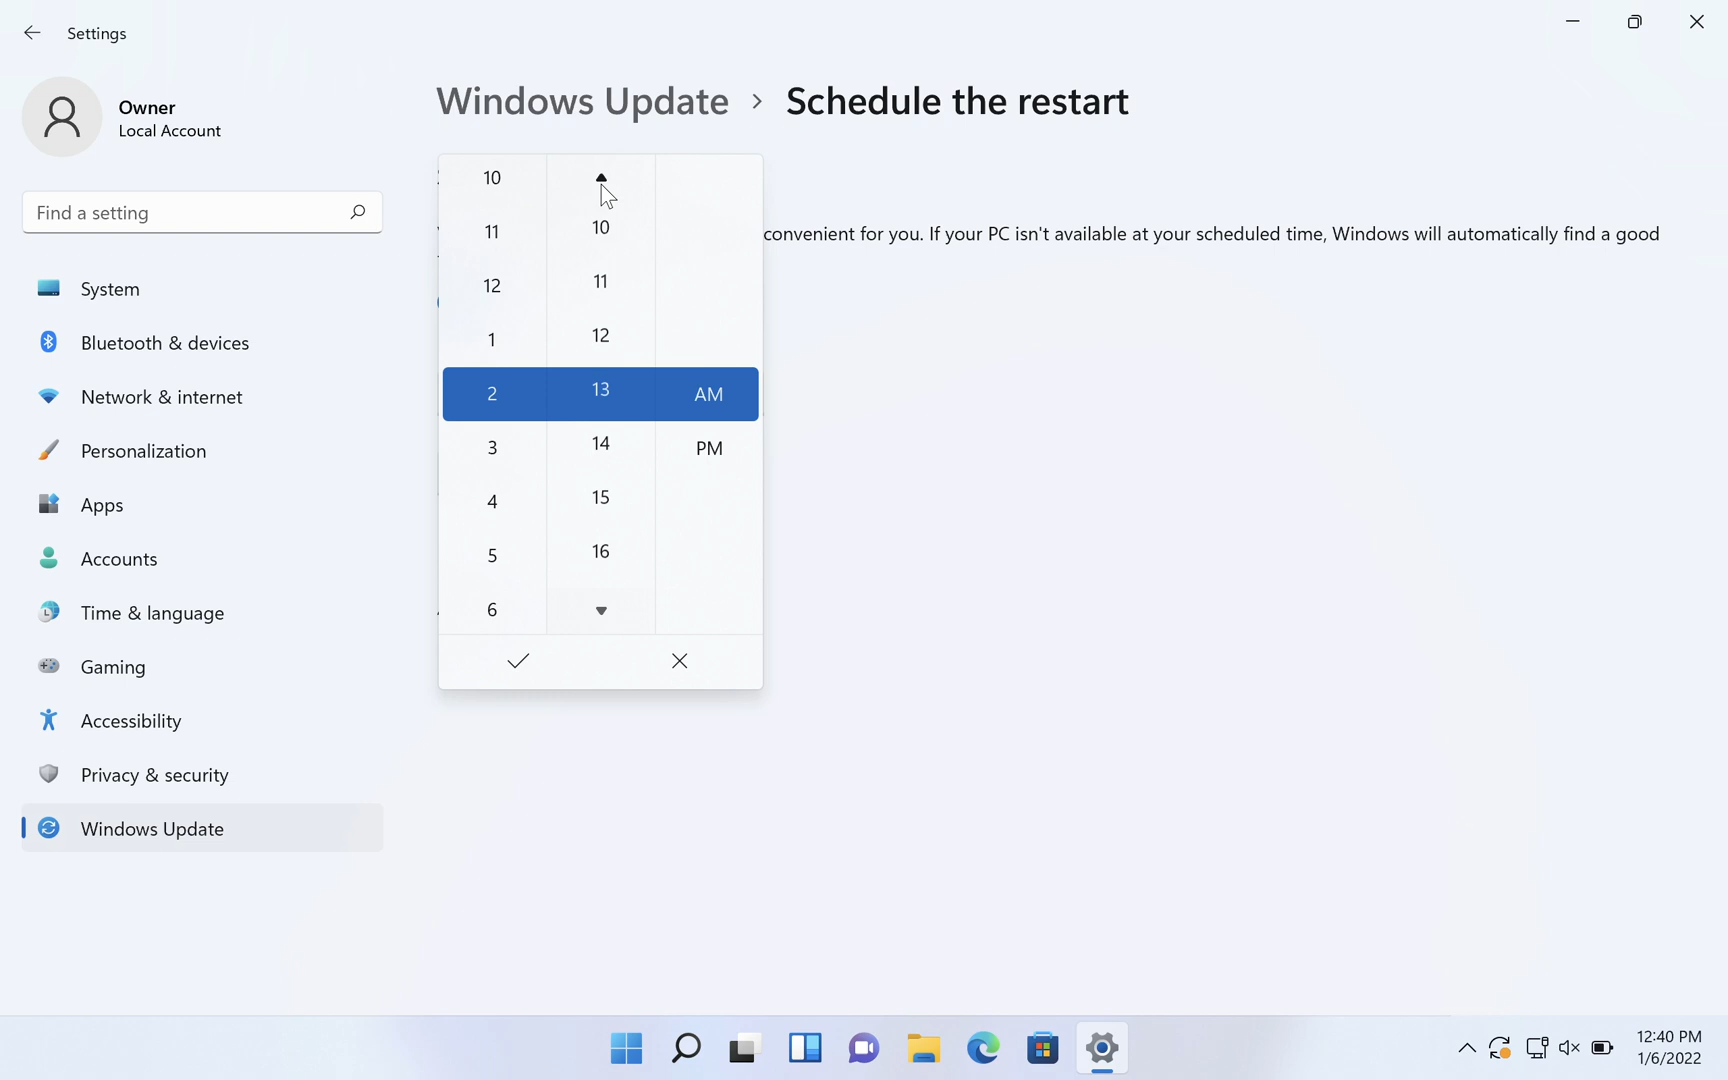 Settings
Owner
Local Account
Find a setting
System
Bluetooth & devices
Network & internet
Personalization
Apps
Accounts
Time & language
Gaming
Accessibility
Privacy & security
Windows Update
Windows Update > Schedule the restart
convenient for you. If your PC isn't available at your scheduled time, Windows will automatically find a good
10
11 10
12 11
1 12
2 13 AM
3 14 PM
4 15
5 16
6
12:40 PM
1/6/2022